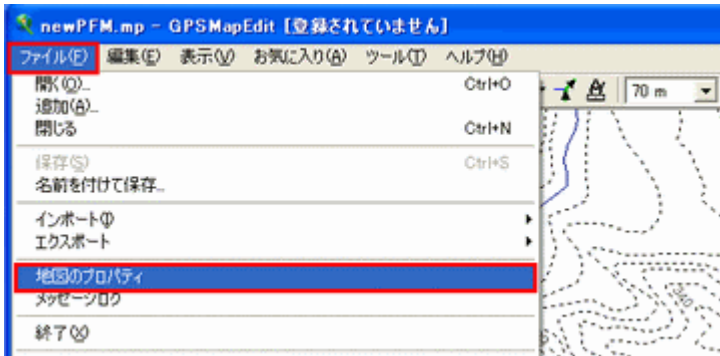 newPFM.mp - GPSMapEdit [登録されていません]
ファイル(F) 編集(E) 表示(V) お気に入り(A) ツール(T) ヘルプ(H)
開く(O)... Ctrl+O
追加(A)...
閉じる Ctrl+N
70 m
保存(S) Ctrl+S
名前を付けて保存...
インポート(I)
エクスポート
地図のプロパティ
メッセージログ
340
終了(X)